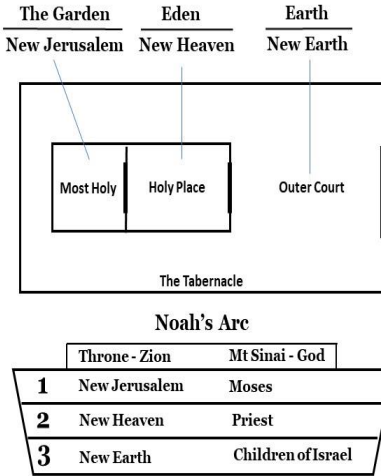 The Garden Eden Earth
New Jerusalem New Heaven New Earth
Most Holy Holy Place Outer Court
The Tabernacle
Noah's Arc
Throne - Zion Mt Sinai - God
1 New Jerusalem Moses
2 New Heaven Priest
3 New Earth Children of Israel